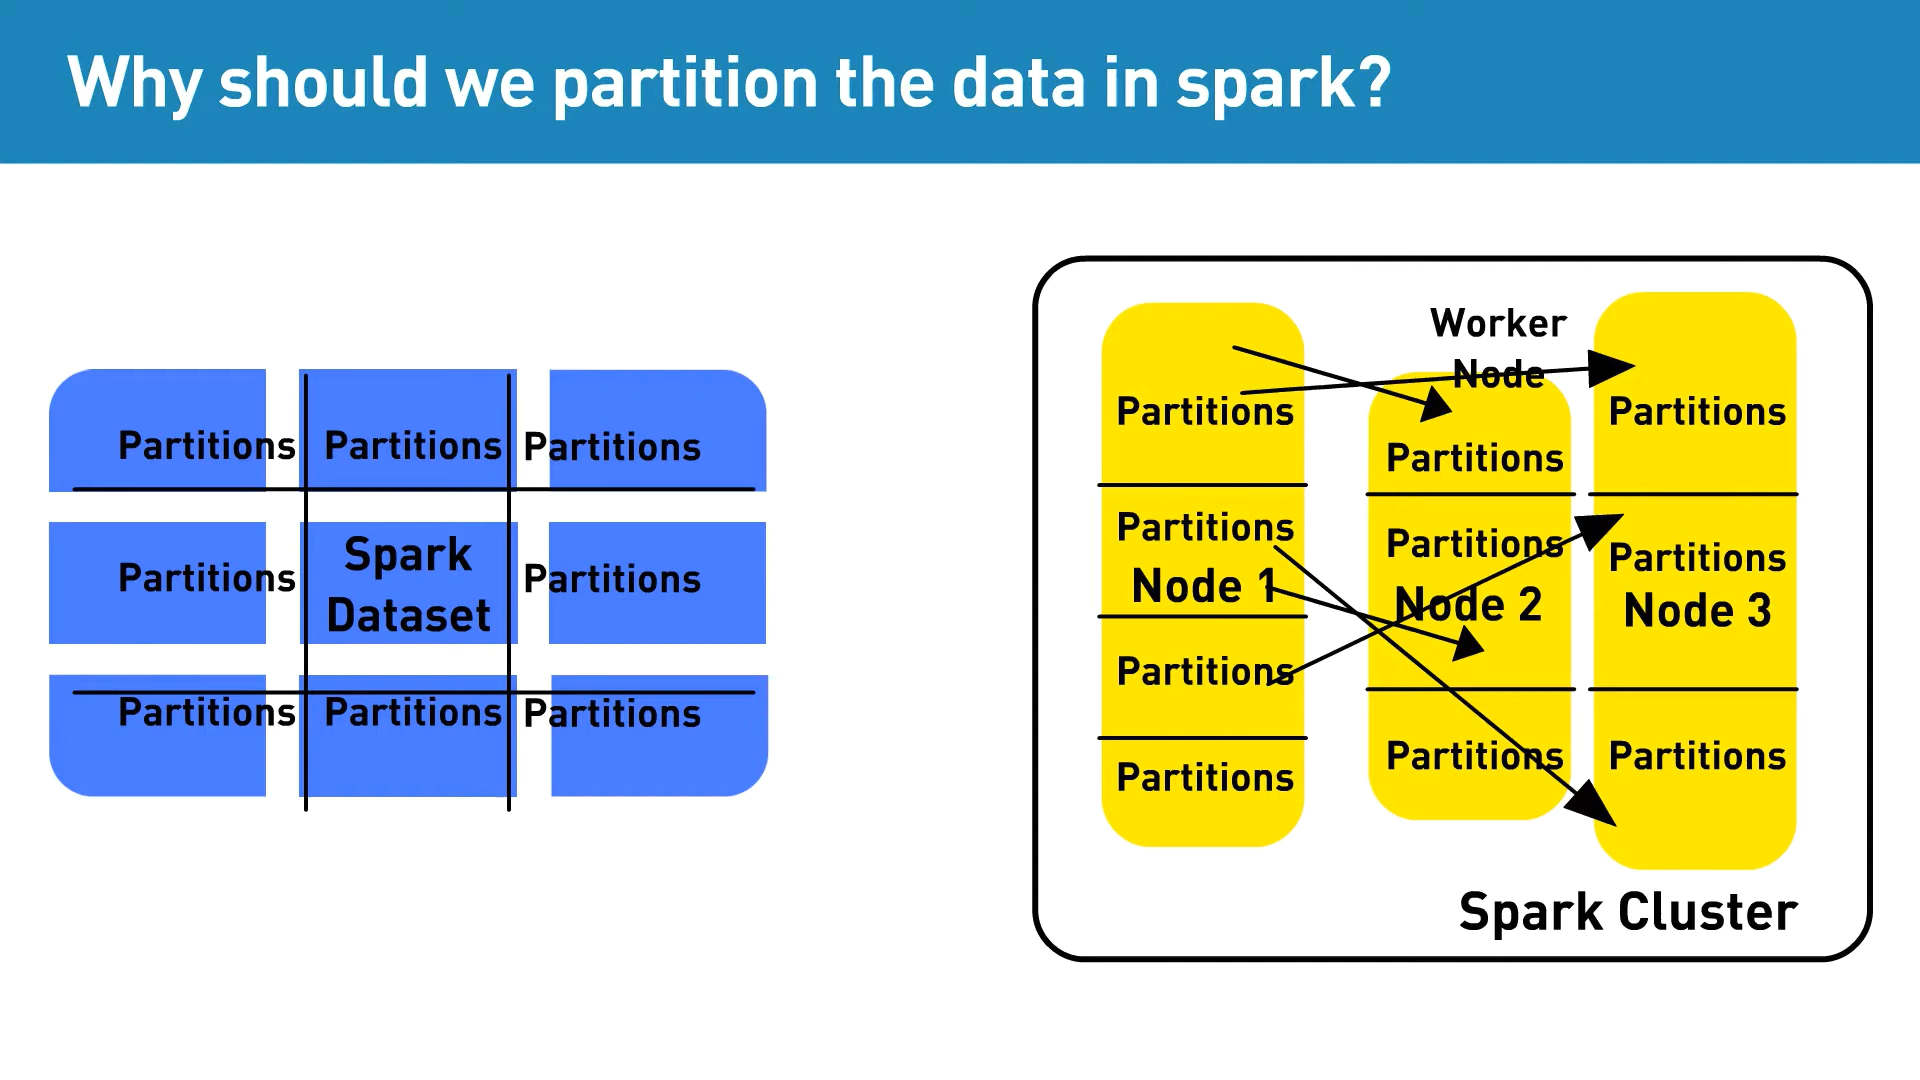 Why should we partition the data in spark?
Partitions
Partitions
Partitions
Partitions
Spark
Dataset
Partitions
Partitions
Partitions
Partitions
Worker
Node
Partitions
Partitions
Node 1
Partitions
Partitions
Partitions
Partitions
Node 2
Partitions
Partitions
Partitions
Node 3
Partitions
Spark Cluster